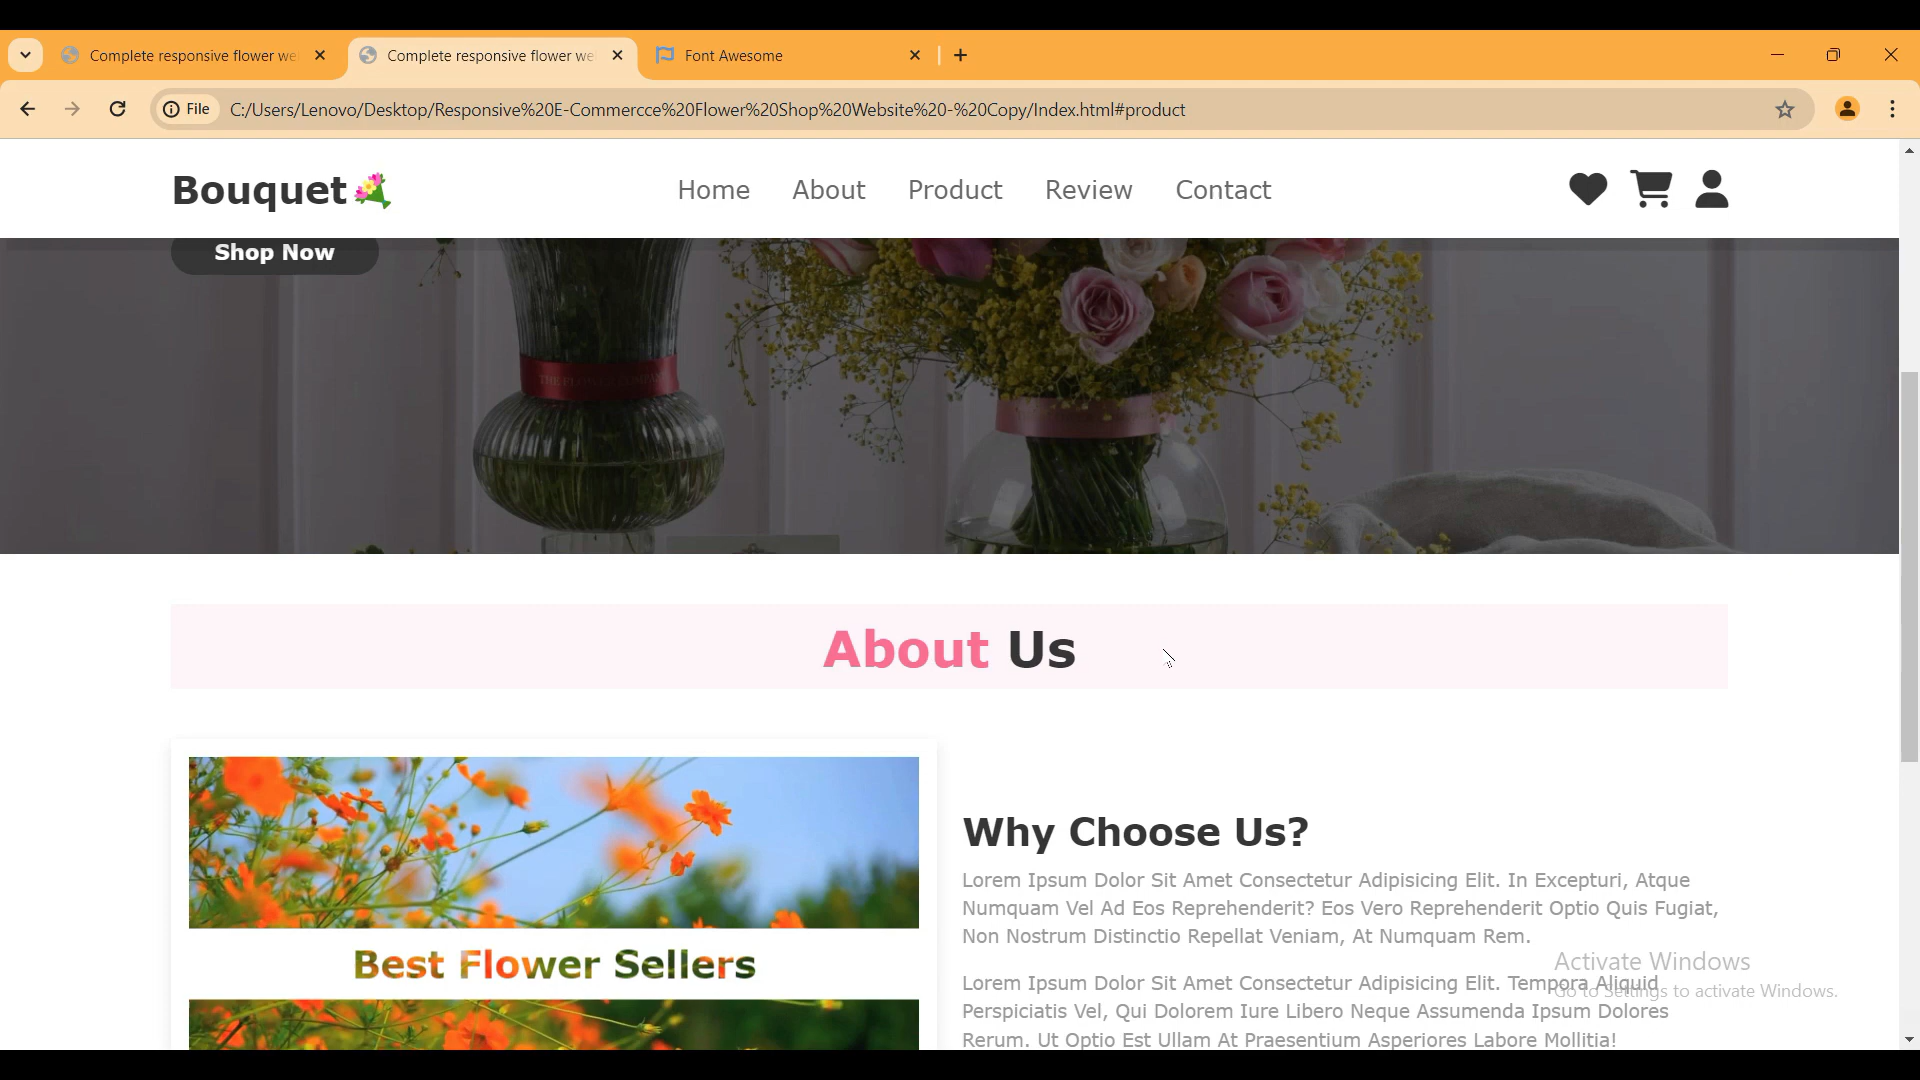 Complete responsive flower we
Complete responsive flower we
Font Awesome
File
C:/Users/Lenovo/Desktop/Responsive%20E-Commercce%20Flower%20Shop%20Website%20-%20Copy/Index.html#product
Bouquet
Home
About
Product
Review
Contact
Shop Now
THE FLOWER COMPANY
About Us
Best Flower Sellers
Why Choose Us?
Lorem Ipsum Dolor Sit Amet Consectetur Adipisicing Elit. In Excepturi, Atque
Numquam Vel Ad Eos Reprehenderit? Eos Vero Reprehenderit Optio Quis Fugiat,
Non Nostrum Distinctio Repellat Veniam, At Numquam Rem.
Lorem Ipsum Dolor Sit Amet Consectetur Adipisicing Elit. Tempora Aliquid
Perspiciatis Vel, Qui Dolorem Iure Libero Neque Assumenda Ipsum Dolores
Rerum. Ut Optio Est Ullam At Praesentium Asperiores Labore Mollitia!
Activate Windows
Go to Settings to activate Windows.